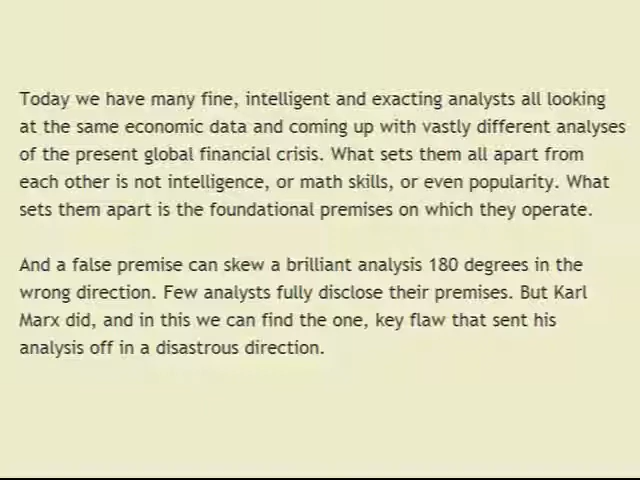 Today we have many fine, intelligent and exacting analysts all looking
at the same economic data and coming up with vastly different analyses
of the present global financial crisis. What sets them all apart from
each other is not intelligence, or math skills, or even popularity. What
sets them apart is the foundational premises on which they operate.
And a false premise can skew a brilliant analysis 180 degrees in the
wrong direction. Few analysts fully disclose their premises. But Karl
Marx did, and in this we can find the one, key flaw that sent his
analysis off in a disastrous direction.